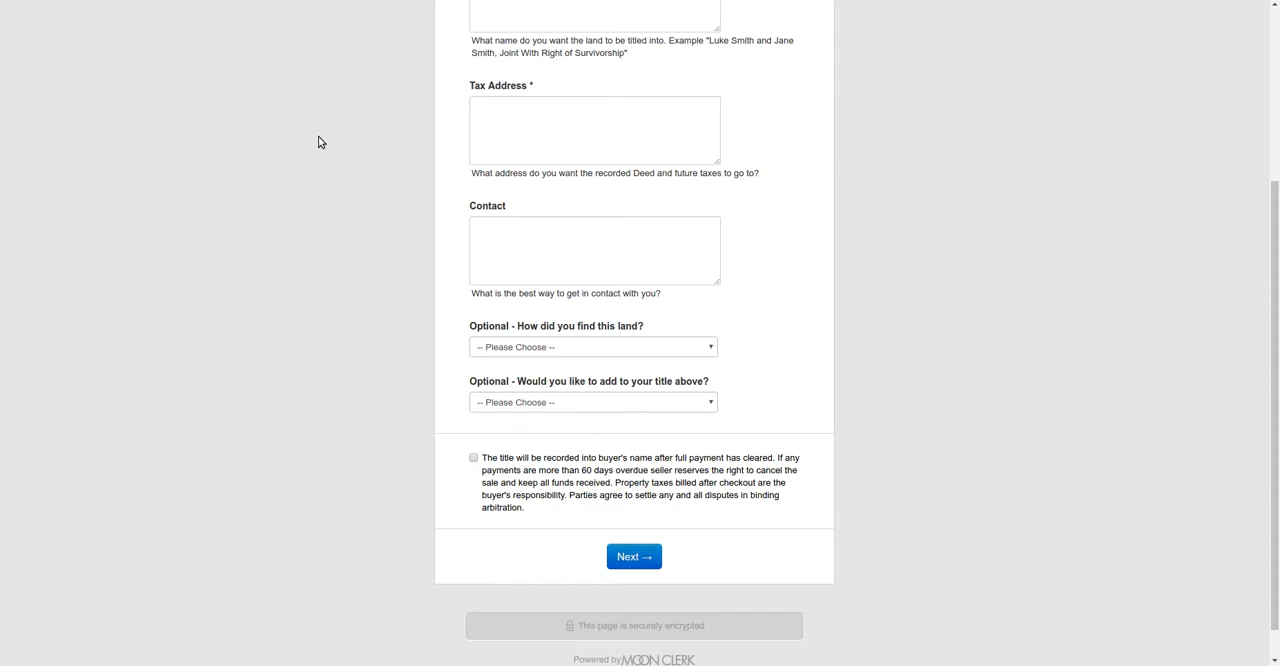 What name do you want the land to be titled into. Example "Luke Smith and Jane
Smith, Joint With Right of Survivorship"
Tax Address *
What address do you want the recorded Deed and future taxes to go to?
Contact
What is the best way to get in contact with you?
Optional - How did you find this land?
-- Please Choose --
Optional - Would you like to add to your title above?
-- Please Choose --
The title will be recorded into buyer's name after full payment has cleared. If any
payments are more than 60 days overdue seller reserves the right to cancel the
sale and keep all funds received. Property taxes billed after checkout are the
buyer's responsibility. Parties agree to settle any and all disputes in binding
arbitration.
Next →
This page is securely encrypted
Powered by MOON CLERK